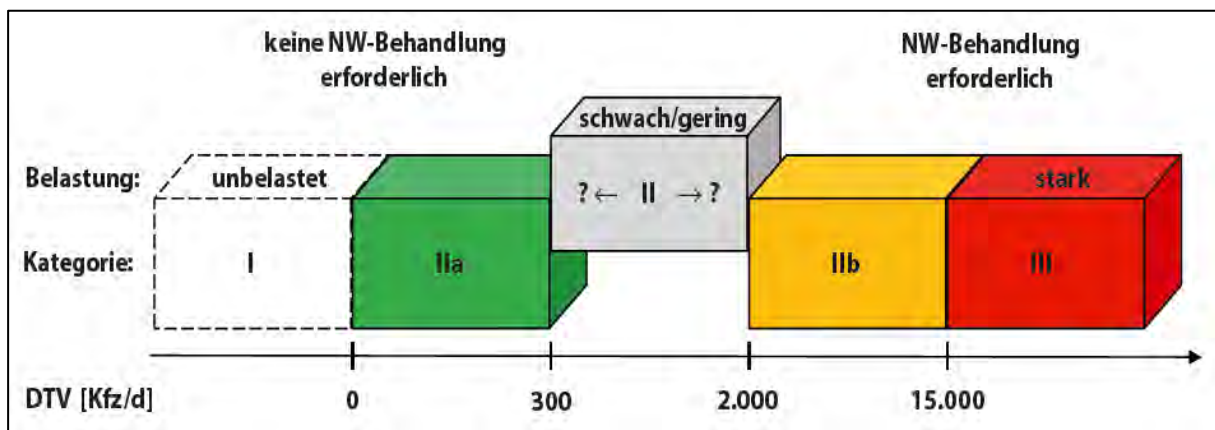 keine NW-Behandlung
erforderlich
NW-Behandlung
erforderlich
schwach/gering
Belastung: unbelastet stark
? ← II → ?
Kategorie: I IIa IIb III
DTV [Kfz/d] 0 300 2.000 15.000